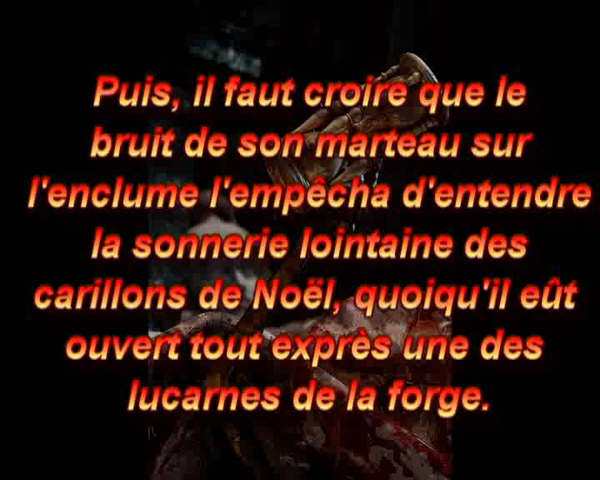 Puis, il faut croire que le
bruit de son marteau sur
l'enclume l'empêcha d'entendre
la sonnerie lointaine des
carillons de Noël, quoiqu'il eût
ouvert tout exprès une des
lucarnes de la forge.